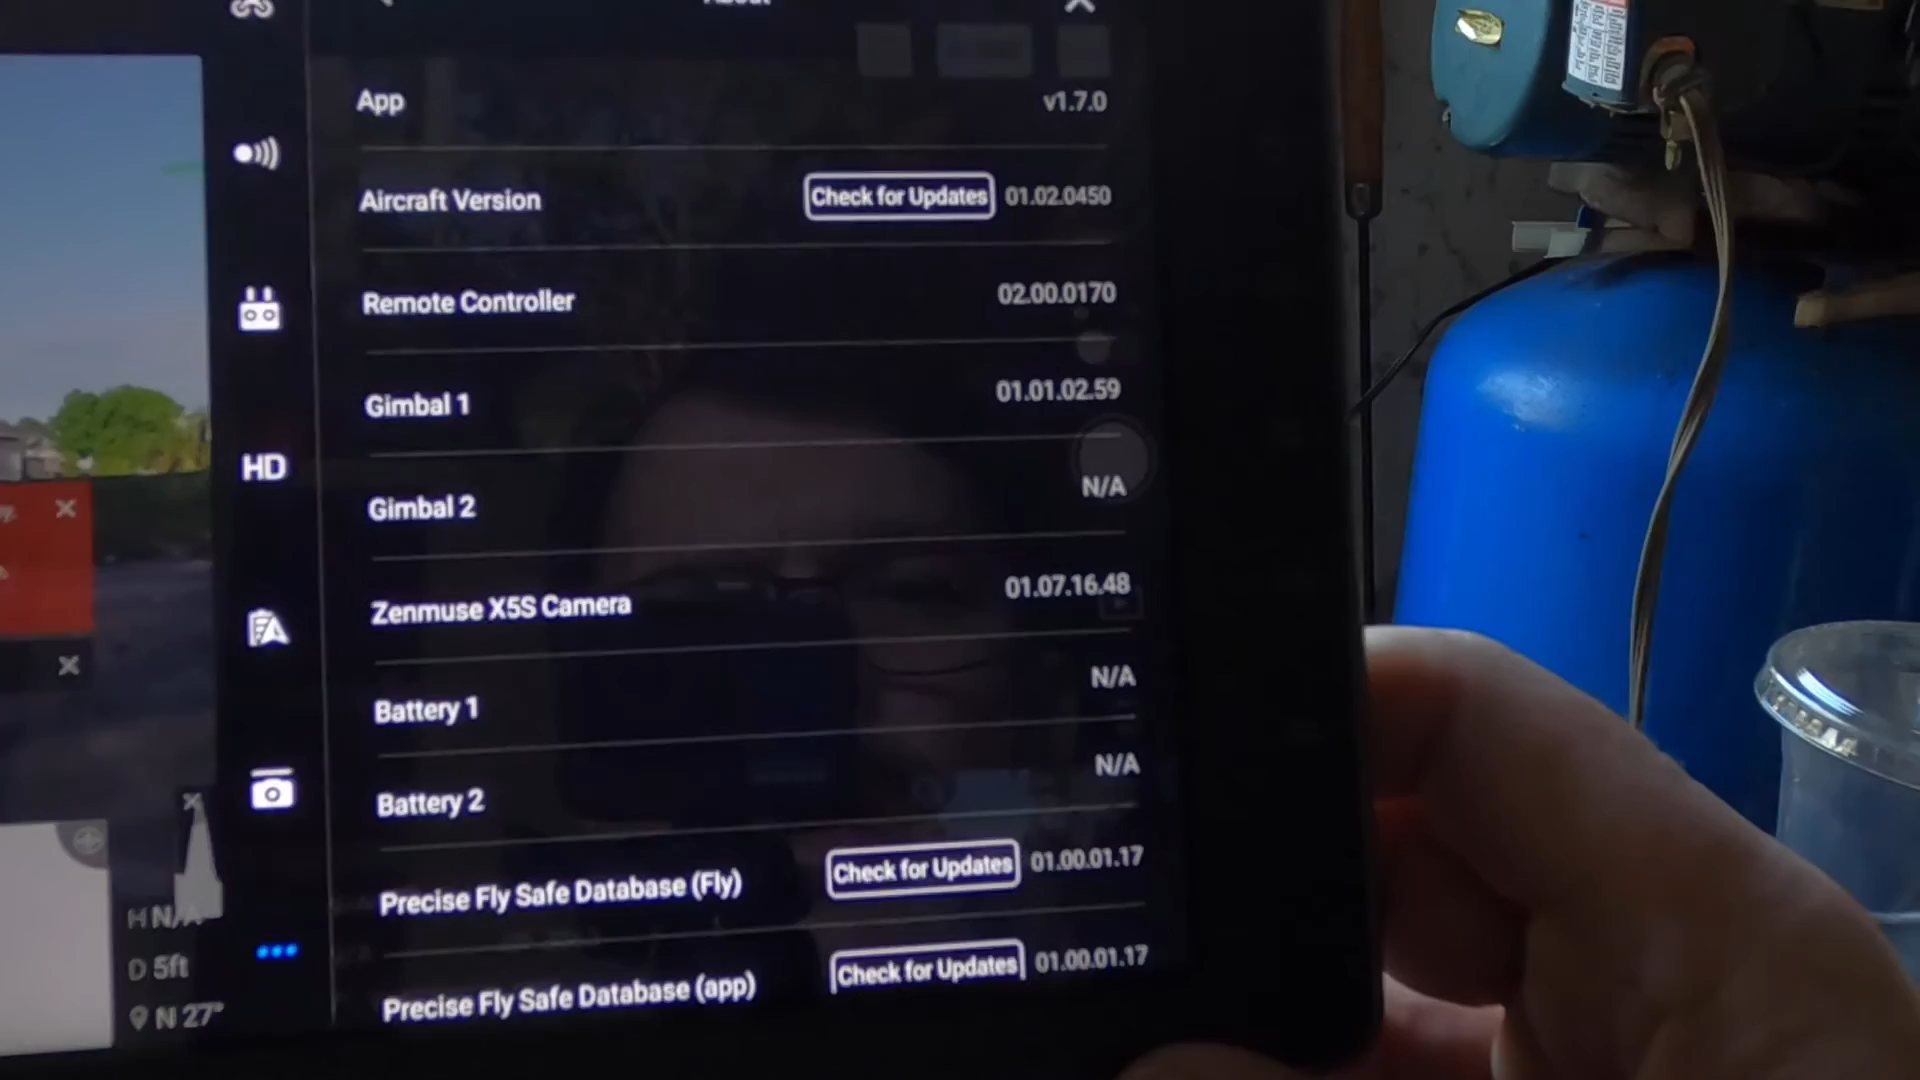 About
App v1.7.0
Aircraft Version Check for Updates 01.02.0450
Remote Controller 02.00.0170
Gimbal 1 01.01.02.59
HD
Gimbal 2 N/A
Zenmuse X5S Camera 01.07.16.48
Battery 1 N/A
Battery 2 N/A
Precise Fly Safe Database (Fly) Check for Updates 01.00.01.17
Precise Fly Safe Database (app) Check for Updates 01.00.01.17
H N/A
D 5ft
N 27°